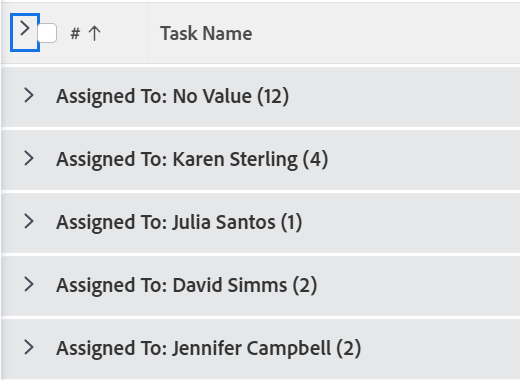 # ↑ Task Name
Assigned To: No Value (12)
Assigned To: Karen Sterling (4)
Assigned To: Julia Santos (1)
Assigned To: David Simms (2)
Assigned To: Jennifer Campbell (2)